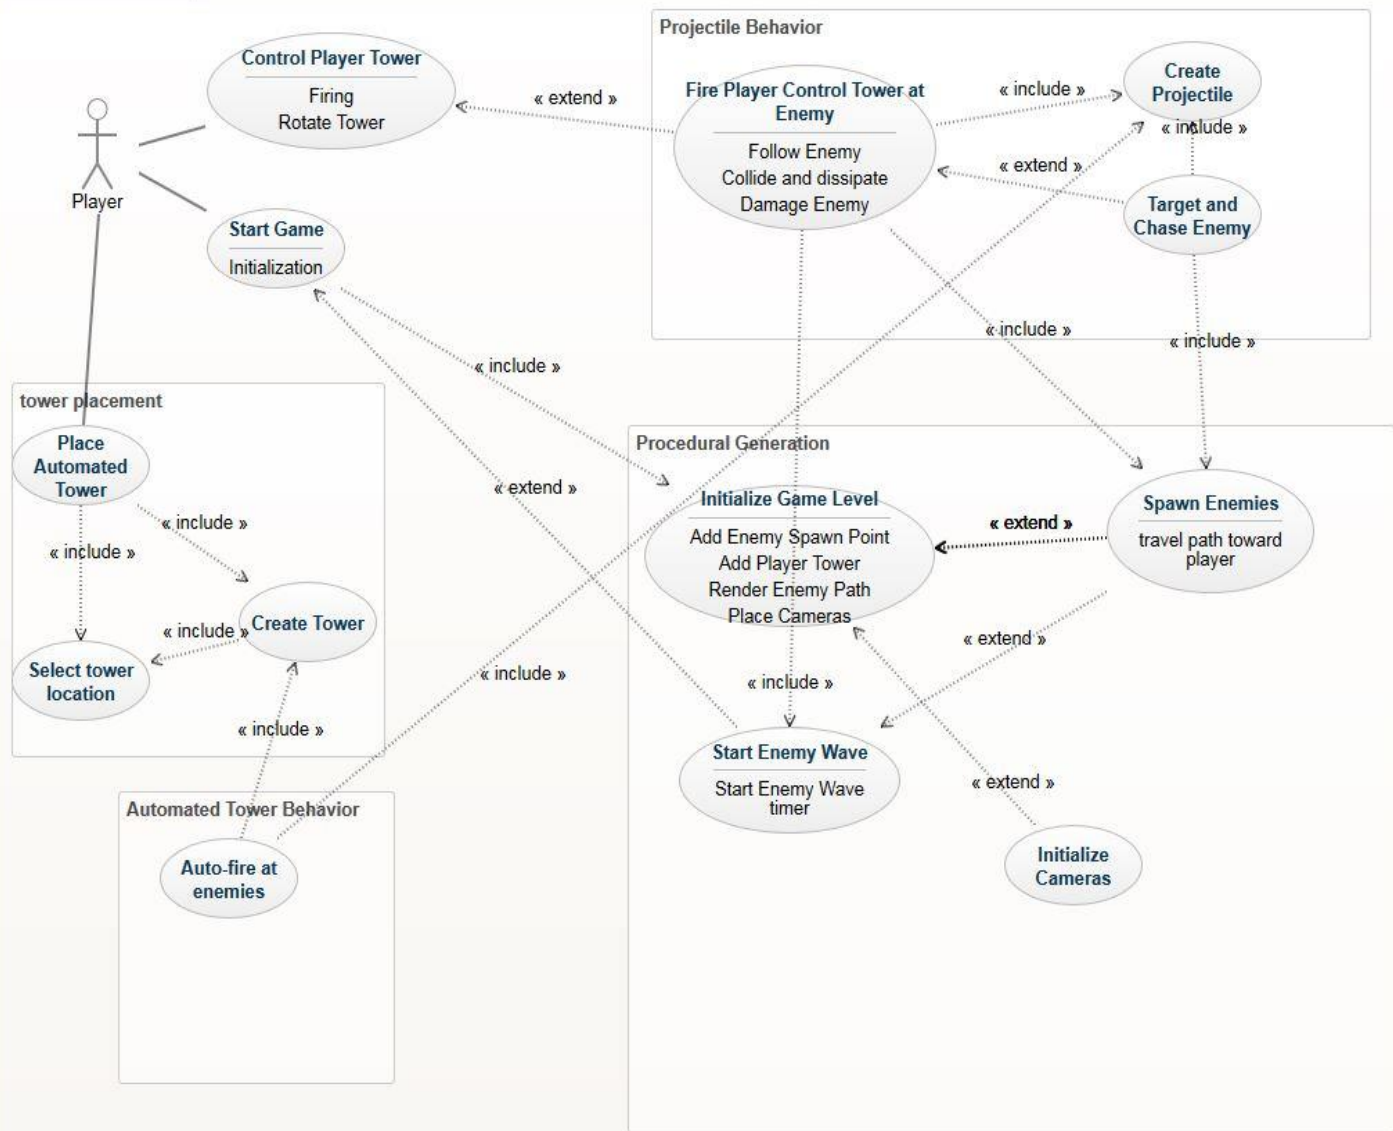 Projectile Behavior
Control Player Tower
Firing
Rotate Tower
« extend »
Fire Player Control Tower at
Enemy
Follow Enemy
Collide and dissipate
Damage Enemy
« include »
Create
Projectile
« include »
« extend »
Target and
Chase Enemy
Player
Start Game
Initialization
« include »
« include »
« include »
tower placement
Place
Automated
Tower
« include »
« include »
Create Tower
« include »
Select tower
location
« include »
« extend »
« include »
Procedural Generation
Initialize Game Level
Add Enemy Spawn Point
Add Player Tower
Render Enemy Path
Place Cameras
« extend »
Spawn Enemies
travel path toward
player
« extend »
« include »
Start Enemy Wave
Start Enemy Wave
timer
« extend »
Initialize
Cameras
Automated Tower Behavior
Auto-fire at
enemies